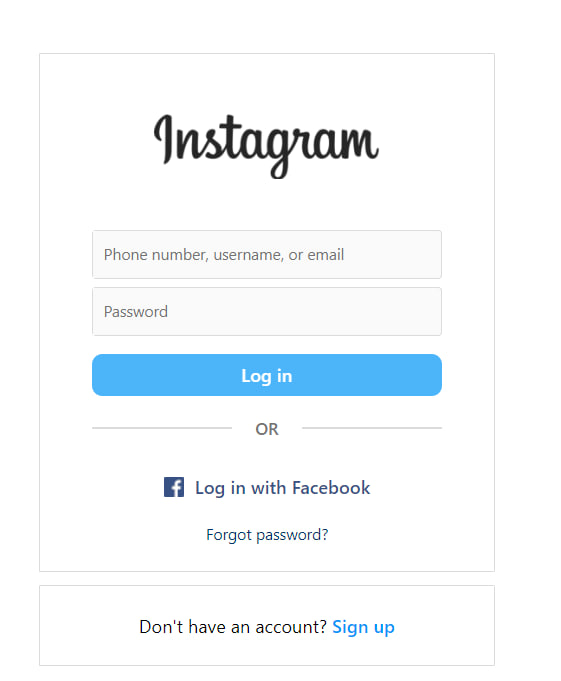 Instagram
Phone number, username, or email
Password
Log in
OR
Log in with Facebook
Forgot password?
Don't have an account? Sign up